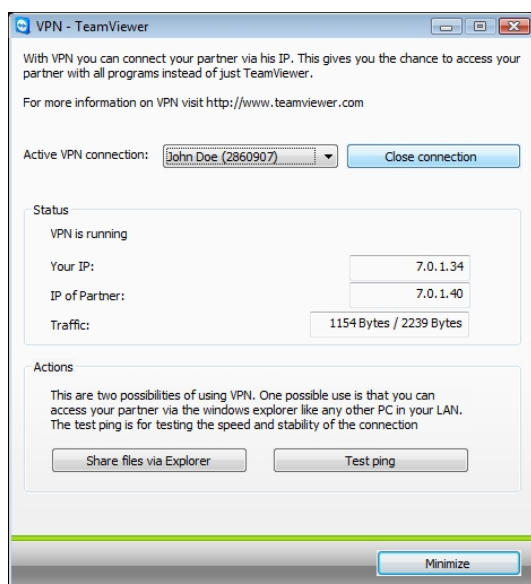 VPN - TeamViewer
With VPN you can connect your partner via his IP. This gives you the chance to access your
partner with all programs instead of just TeamViewer.
For more information on VPN visit http://www.teamviewer.com
Active VPN connection: John Doe (2860907) Close connection
Status
VPN is running
Your IP: 7.0.1.34
IP of Partner: 7.0.1.40
Traffic: 1154 Bytes / 2239 Bytes
Actions
This are two possibilities of using VPN. One possible use is that you can
access your partner via the windows explorer like any other PC in your LAN.
The test ping is for testing the speed and stability of the connection
Share files via Explorer Test ping
Minimize